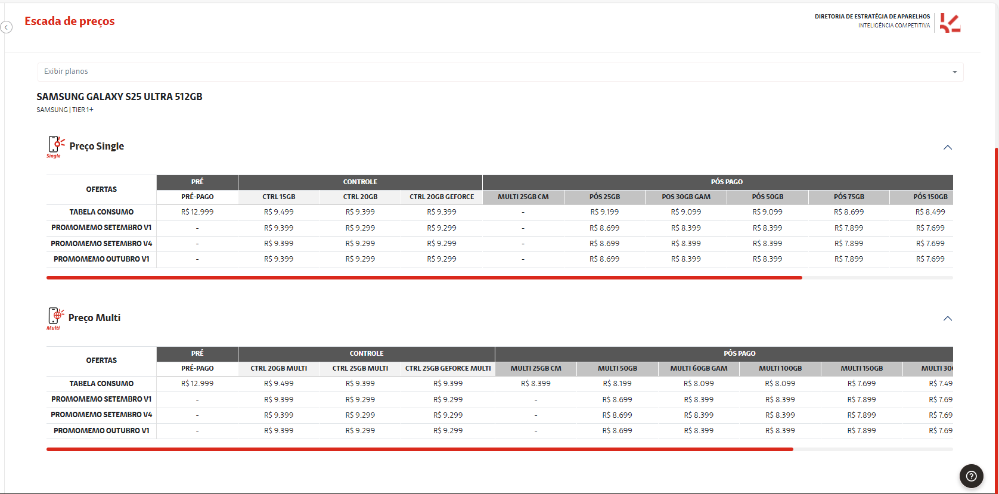 Escada de preços
DIRETORIA DE ESTRATÉGIA DE APARELHOS
INTELIGÊNCIA COMPETITIVA
Exibir planos
SAMSUNG GALAXY S25 ULTRA 512GB
SAMSUNG | TIER 1+
Single
Preço Single
OFERTAS PRÉ CONTROLE PÓS PAGO
PRÉ-PAGO CTRL 15GB CTRL 20GB CTRL 20GB GEFORCE MULTI 25GB CM PÓS 25GB POS 30GB GAM PÓS 50GB PÓS 75GB PÓS 150GB
TABELA CONSUMO R$ 12.999 R$ 9.499 R$ 9.399 R$ 9.399 - R$ 9.199 R$ 9.099 R$ 9.099 R$ 8.699 R$ 8.499
PROMOMEMO SETEMBRO V1 - R$ 9.399 R$ 9.299 R$ 9.299 - R$ 8.699 R$ 8.399 R$ 8.399 R$ 7.899 R$ 7.699
PROMOMEMO SETEMBRO V4 - R$ 9.399 R$ 9.299 R$ 9.299 - R$ 8.699 R$ 8.399 R$ 8.399 R$ 7.899 R$ 7.699
PROMOMEMO OUTUBRO V1 - R$ 9.399 R$ 9.299 R$ 9.299 - R$ 8.699 R$ 8.399 R$ 8.399 R$ 7.899 R$ 7.699
Multi
Preço Multi
OFERTAS PRÉ CONTROLE PÓS PAGO
PRÉ-PAGO CTRL 20GB MULTI CTRL 25GB MULTI CTRL 25GB GEFORCE MULTI MULTI 25GB CM MULTI 50GB MULTI 60GB GAM MULTI 100GB MULTI 150GB MULTI 30
TABELA CONSUMO R$ 12.999 R$ 9.499 R$ 9.399 R$ 9.399 R$ 8.399 R$ 8.199 R$ 8.099 R$ 8.099 R$ 7.699 R$ 7.49
PROMOMEMO SETEMBRO V1 - R$ 9.399 R$ 9.299 R$ 9.299 - R$ 8.699 R$ 8.399 R$ 8.399 R$ 7.899 R$ 7.69
PROMOMEMO SETEMBRO V4 - R$ 9.399 R$ 9.299 R$ 9.299 - R$ 8.699 R$ 8.399 R$ 8.399 R$ 7.899 R$ 7.69
PROMOMEMO OUTUBRO V1 - R$ 9.399 R$ 9.299 R$ 9.299 - R$ 8.699 R$ 8.399 R$ 8.399 R$ 7.899 R$ 7.69
?